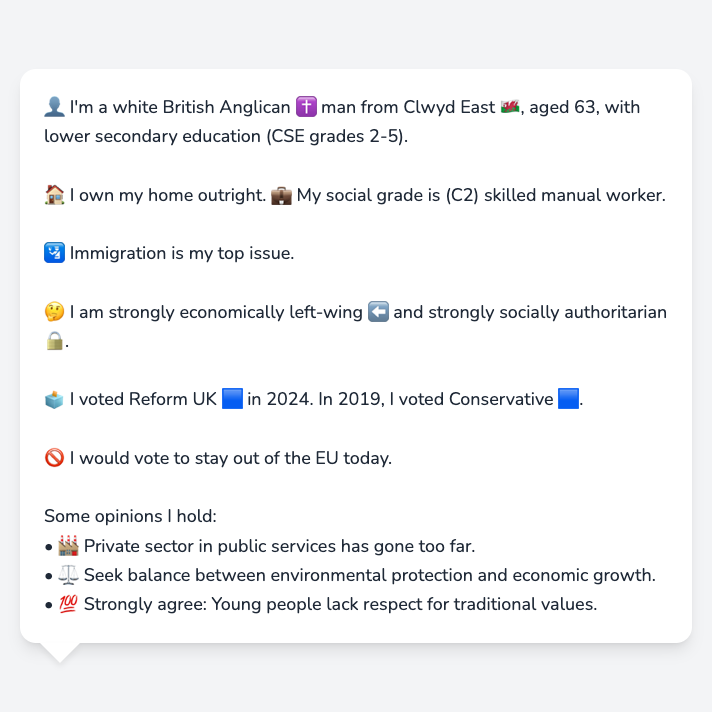 👤 I'm a white British Anglican ✝️ man from Clwyd East 🏴󠁧󠁢󠁷󠁬󠁳󠁿, aged 63, with
lower secondary education (CSE grades 2-5).
🏠 I own my home outright. 💼 My social grade is (C2) skilled manual worker.
🛂 Immigration is my top issue.
🤔 I am strongly economically left-wing ⬅️ and strongly socially authoritarian
🔒.
🗳️ I voted Reform UK 🟦 in 2024. In 2019, I voted Conservative 🟦.
🚫 I would vote to stay out of the EU today.
Some opinions I hold:
• 🏭 Private sector in public services has gone too far.
• ⚖️ Seek balance between environmental protection and economic growth.
• 💯 Strongly agree: Young people lack respect for traditional values.